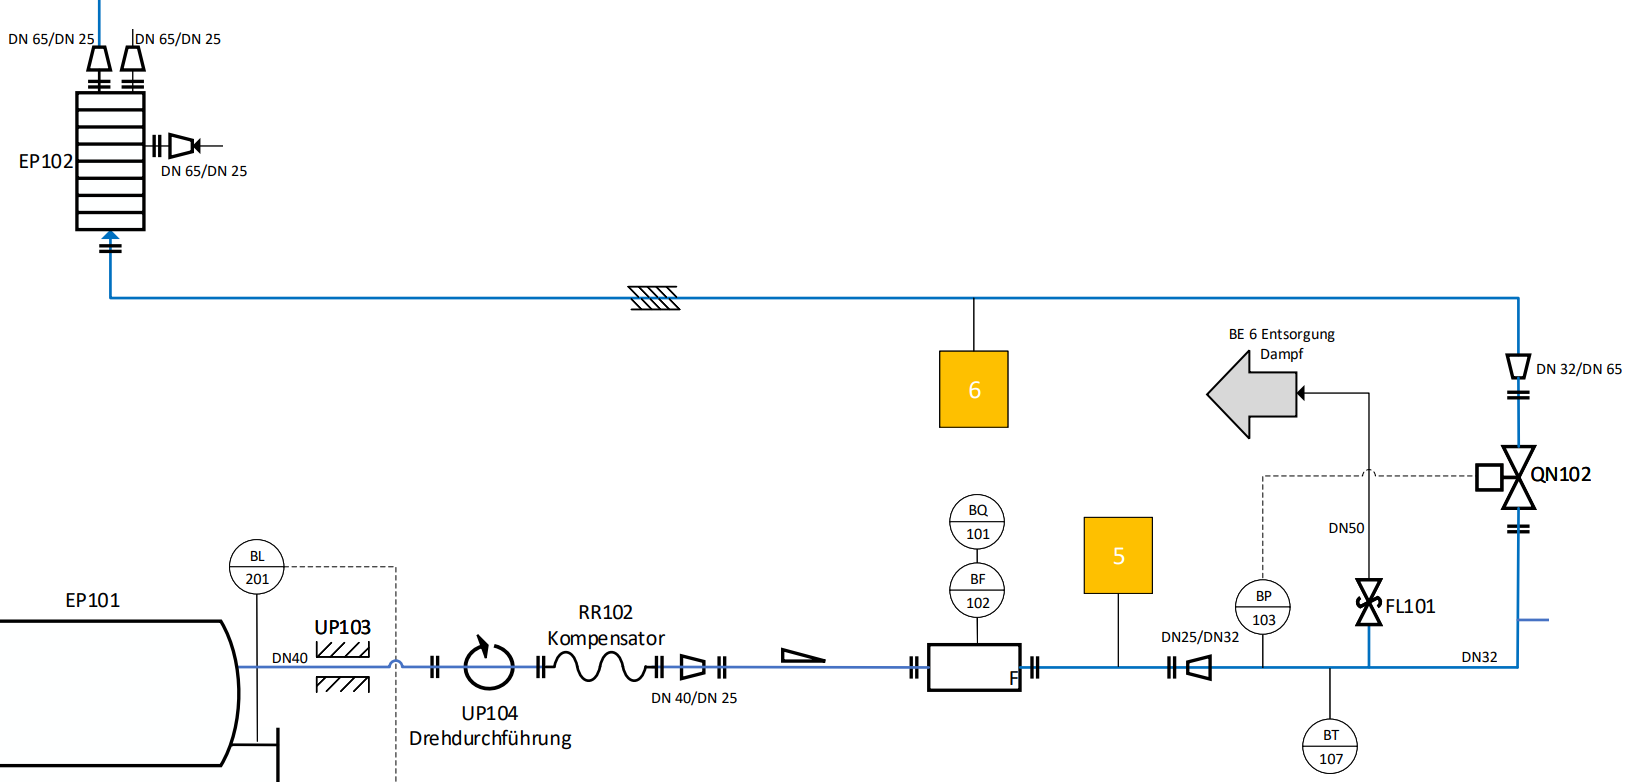 DN 65/DN 25
DN 65/DN 25
EP102
DN 65/DN 25
BE 6 Entsorgung
Dampf
DN 32/DN 65
6
QN102
BQ
101
DN50
5
BL
201
BF
102
BP
103
EP101
FL101
UP103
RR102
Kompensator
DN25/DN32
DN40
DN32
F
DN 40/DN 25
UP104
Drehdurchführung
BT
107